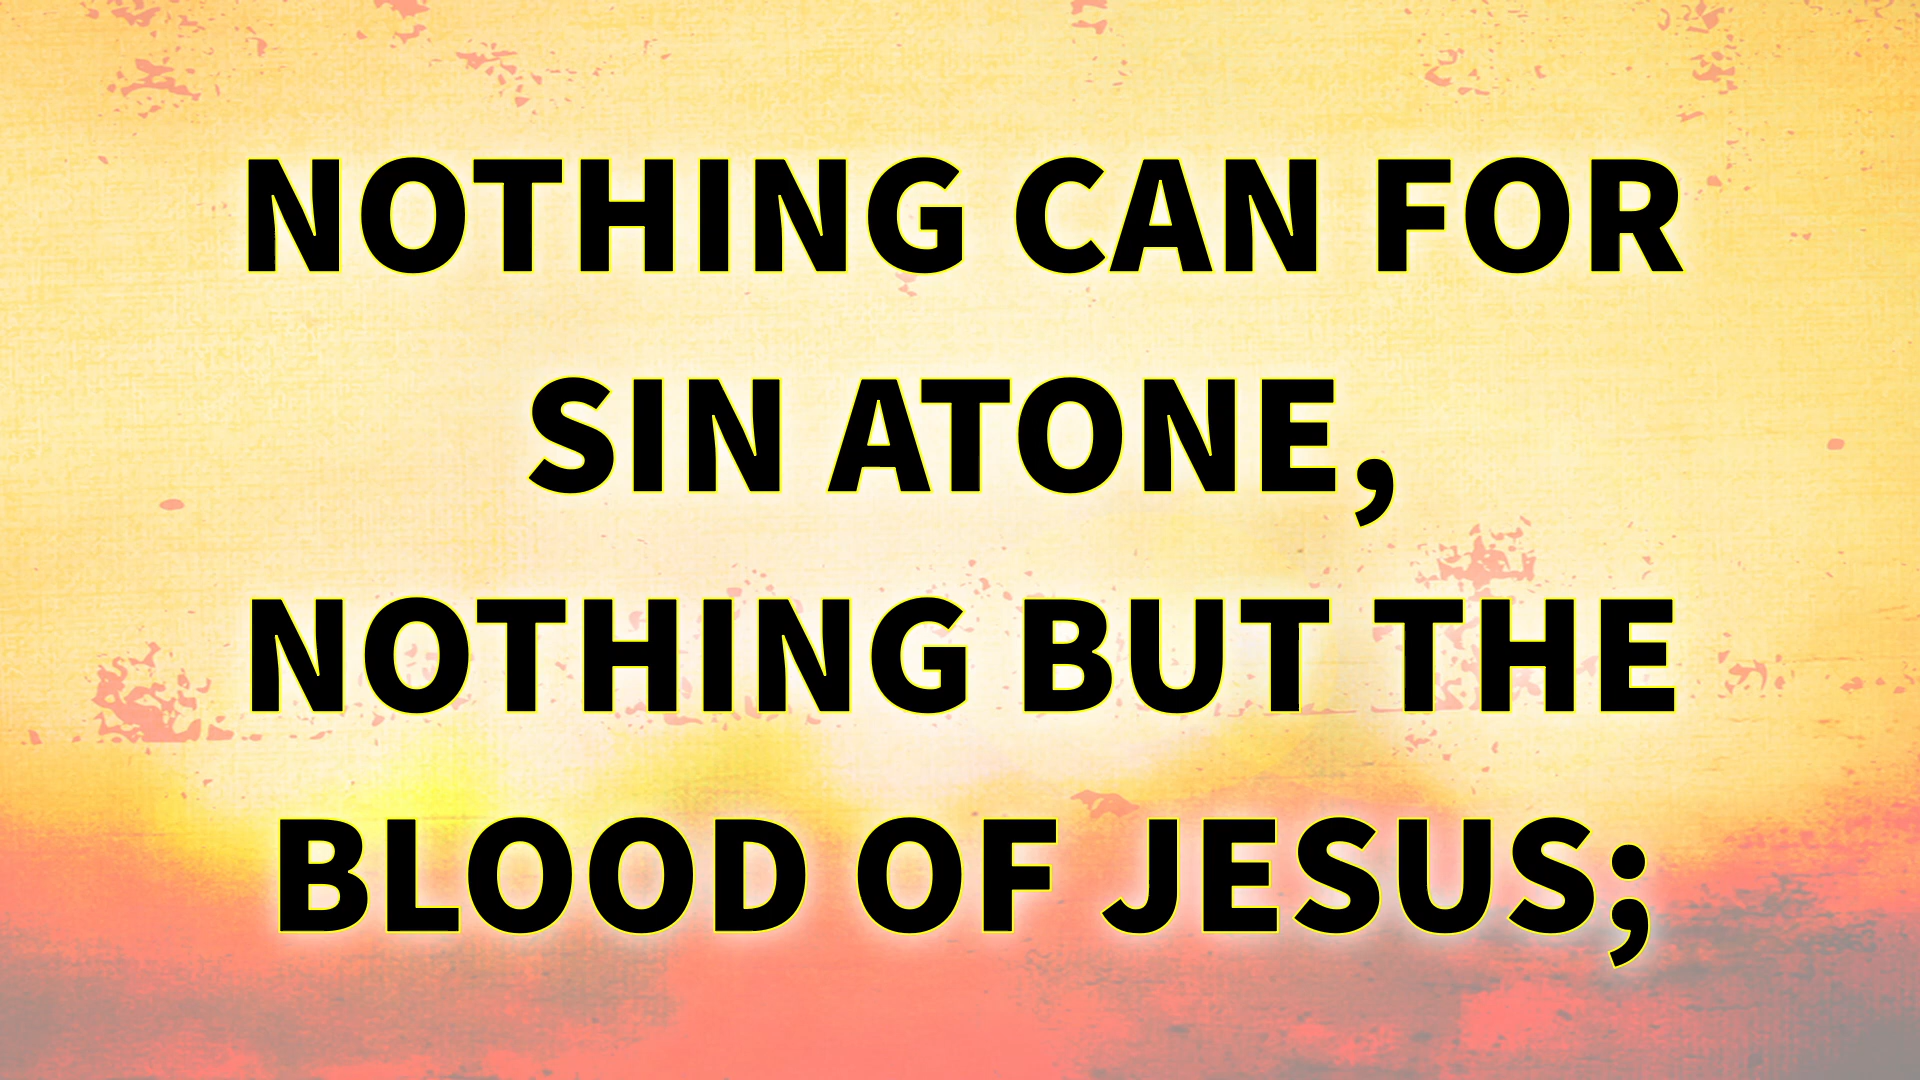 NOTHING CAN FOR
SIN ATONE,
NOTHING BUT THE
BLOOD OF JESUS;